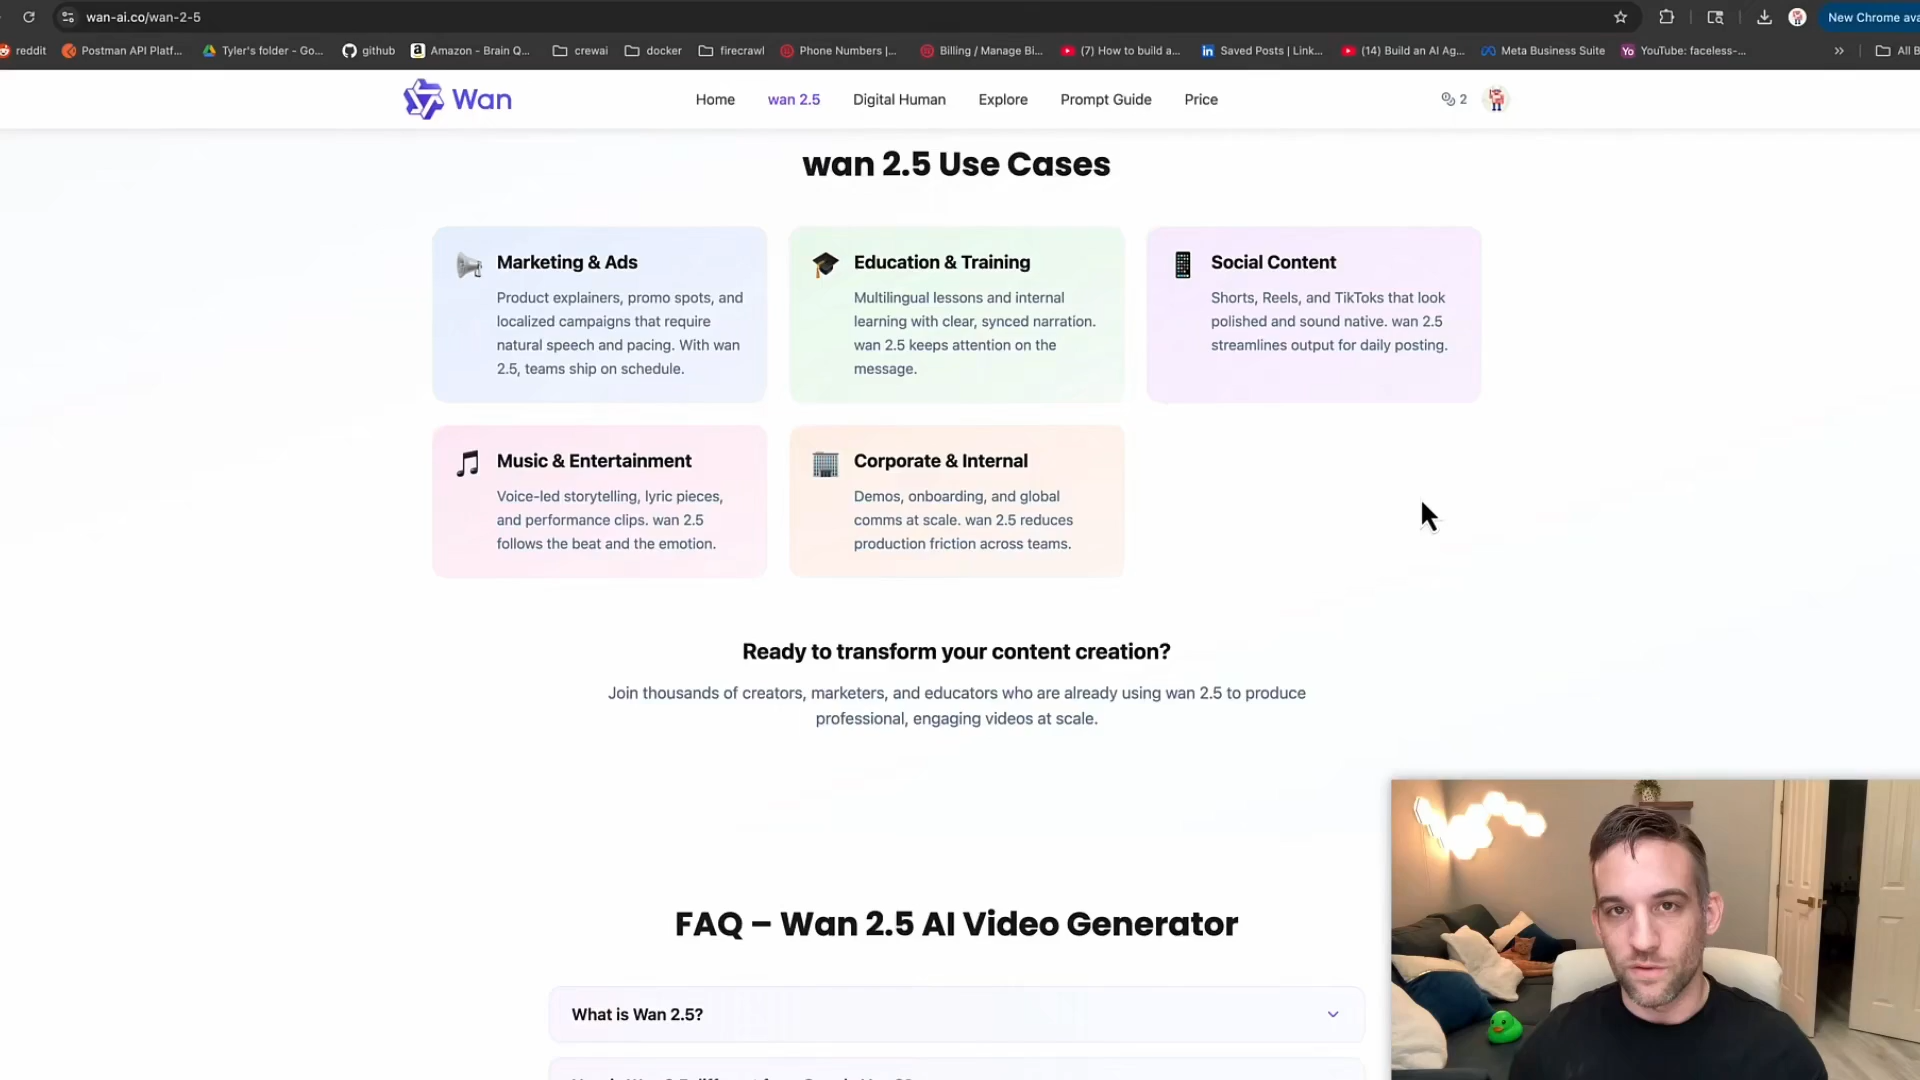 wan-ai.co/wan-2-5
New Chrome ava
reddit
Postman API Platf...
Tyler's folder - Go...
github
Amazon - Brain Q...
crewai
docker
firecrawl
Phone Numbers |...
Billing / Manage Bi...
(7) How to build a...
Saved Posts | Link...
(14) Build an AI Ag...
Meta Business Suite
YouTube: faceless-...
»
All B
Wan
Home
wan 2.5
Digital Human
Explore
Prompt Guide
Price
2
wan 2.5 Use Cases
Marketing & Ads
Product explainers, promo spots, and
localized campaigns that require
natural speech and pacing. With wan
2.5, teams ship on schedule.
Education & Training
Multilingual lessons and internal
learning with clear, synced narration.
wan 2.5 keeps attention on the
message.
Social Content
Shorts, Reels, and TikToks that look
polished and sound native. wan 2.5
streamlines output for daily posting.
Music & Entertainment
Voice-led storytelling, lyric pieces,
and performance clips. wan 2.5
follows the beat and the emotion.
Corporate & Internal
Demos, onboarding, and global
comms at scale. wan 2.5 reduces
production friction across teams.
Ready to transform your content creation?
Join thousands of creators, marketers, and educators who are already using wan 2.5 to produce
professional, engaging videos at scale.
FAQ – Wan 2.5 AI Video Generator
What is Wan 2.5?